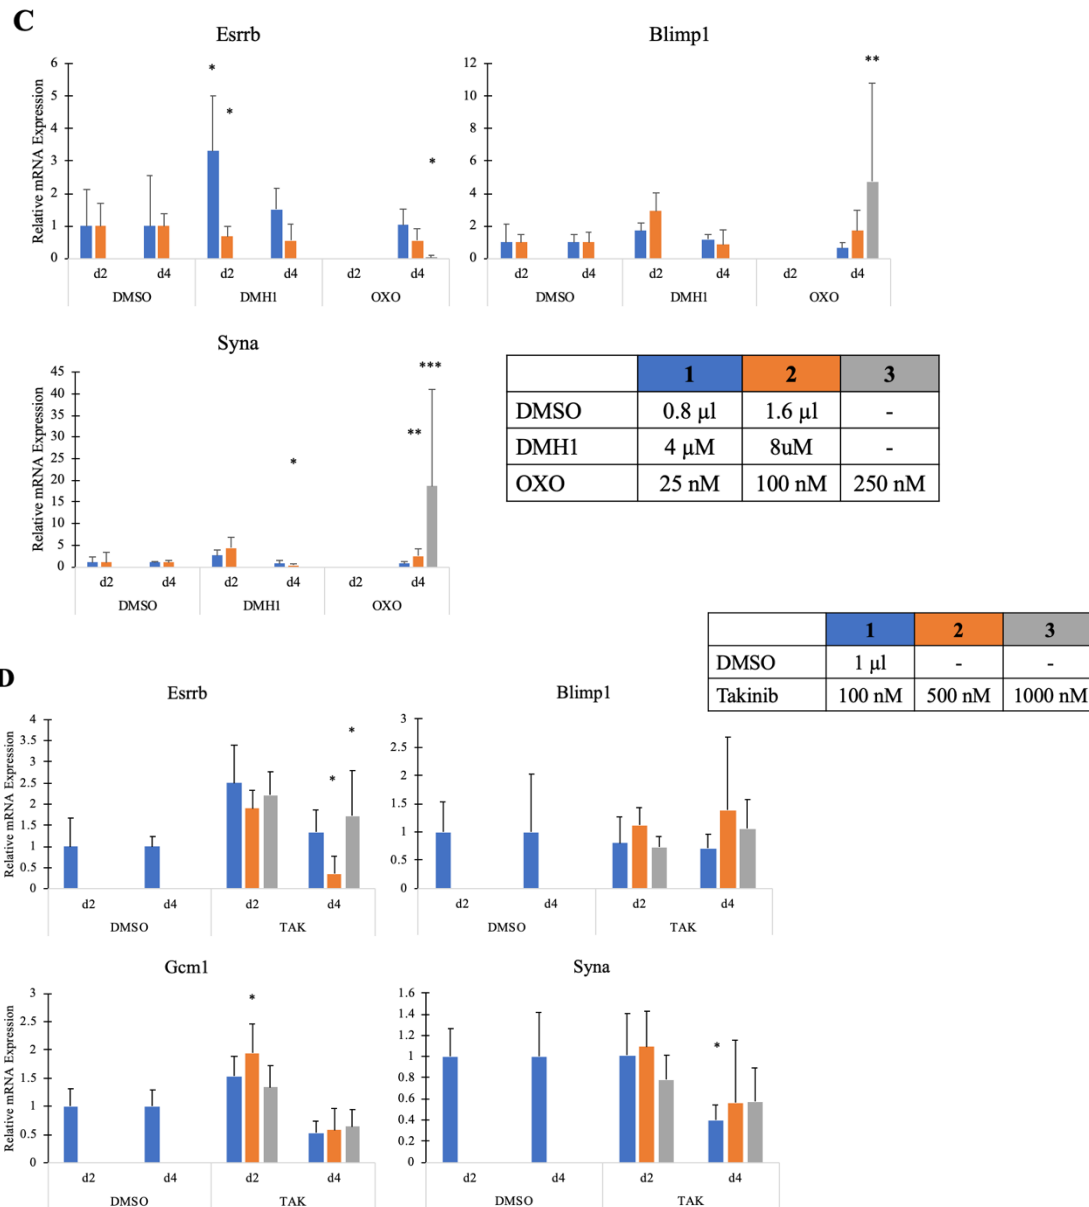 C
Esrrb
Blimp1
Relative mRNA Expression
6
5
4
3
2
1
0
*
*
*
d2 d4 d2 d4 d2 d4
DMSO DMH1 OXO
12
10
8
6
4
2
0
**
d2 d4 d2 d4 d2 d4
DMSO DMH1 OXO
Syna
Relative mRNA Expression
45
40
35
30
25
20
15
10
5
0
*
**
***
d2 d4 d2 d4 d2 d4
DMSO DMH1 OXO
1 2 3
DMSO 0.8 µl 1.6 µl -
DMH1 4 µM 8uM -
OXO 25 nM 100 nM 250 nM
1 2 3
DMSO 1 µl - -
Takinib 100 nM 500 nM 1000 nM
D
Esrrb
Relative mRNA Expression
4
3.5
3
2.5
2
1.5
1
0.5
0
*
*
d2 d4 d2 d4
DMSO TAK
Blimp1
3
2.5
2
1.5
1
0.5
0
d2 d4 d2 d4
DMSO TAK
Gcm1
Relative mRNA Expression
3
2.5
2
1.5
1
0.5
0
*
d2 d4 d2 d4
DMSO TAK
Syna
1.6
1.4
1.2
1
0.8
0.6
0.4
0.2
0
*
d2 d4 d2 d4
DMSO TAK